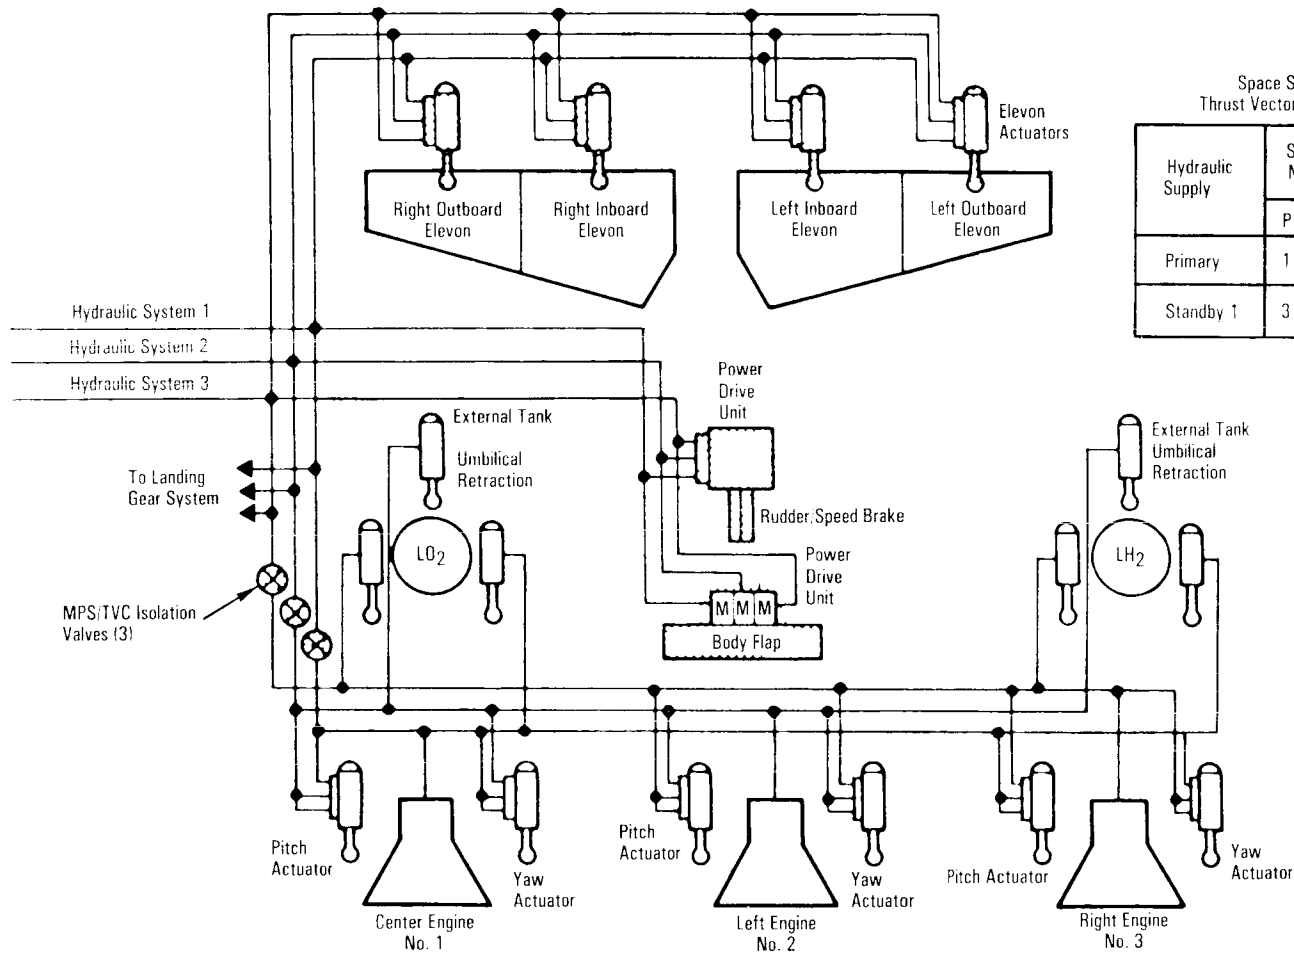 Elevon
Actuators
Right Outboard
Elevon
Right Inboard
Elevon
Left Inboard
Elevon
Left Outboard
Elevon
Space S
Thrust Vector
Hydraulic
Supply
S
N
P
Primary
1
Standby 1
3
Hydraulic System 1
Hydraulic System 2
Hydraulic System 3
Power
Drive
Unit
Rudder/Speed Brake
Power
Drive
Unit
M M M
Body Flap
External Tank
Umbilical
Retraction
LO2
External Tank
Umbilical
Retraction
LH2
To Landing
Gear System
MPS/TVC Isolation
Valves (3)
Pitch
Actuator
Center Engine
No. 1
Yaw
Actuator
Pitch
Actuator
Left Engine
No. 2
Yaw
Actuator
Pitch Actuator
Right Engine
No. 3
Yaw
Actuator